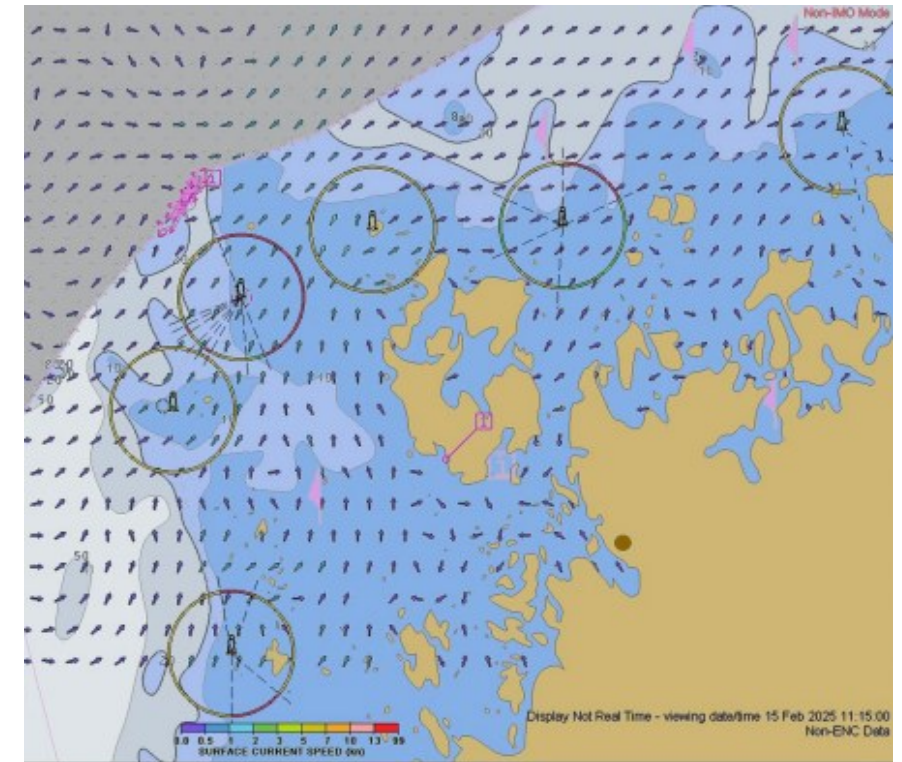 Non-IMO Mode
10
10
10
50
50
Display Not Real Time - viewing date/time 15 Feb 2025 11:15:00
Non-ENC Data
0.0 0.5 1 2 3 5 7 10 13 - 99
SURFACE CURRENT SPEED (kn)